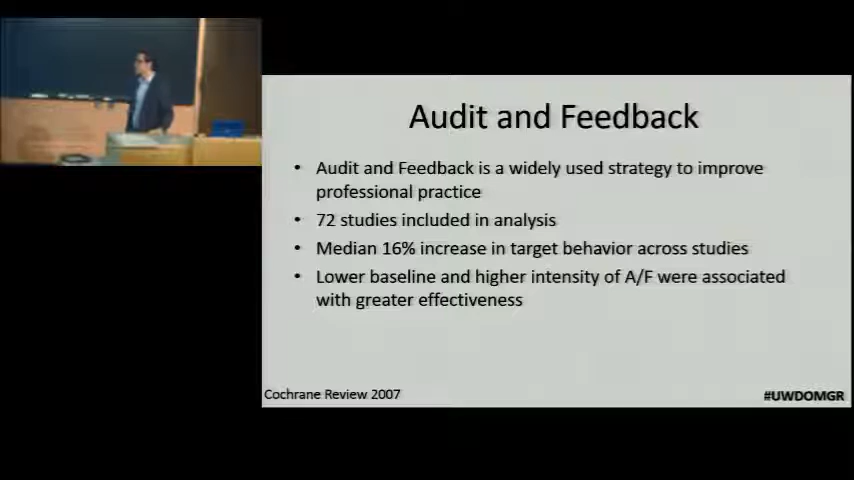 Audit and Feedback
• Audit and Feedback is a widely used strategy to improve
professional practice
• 72 studies included in analysis
• Median 16% increase in target behavior across studies
• Lower baseline and higher intensity of A/F were associated
with greater effectiveness
Cochrane Review 2007
#UWDOMGR